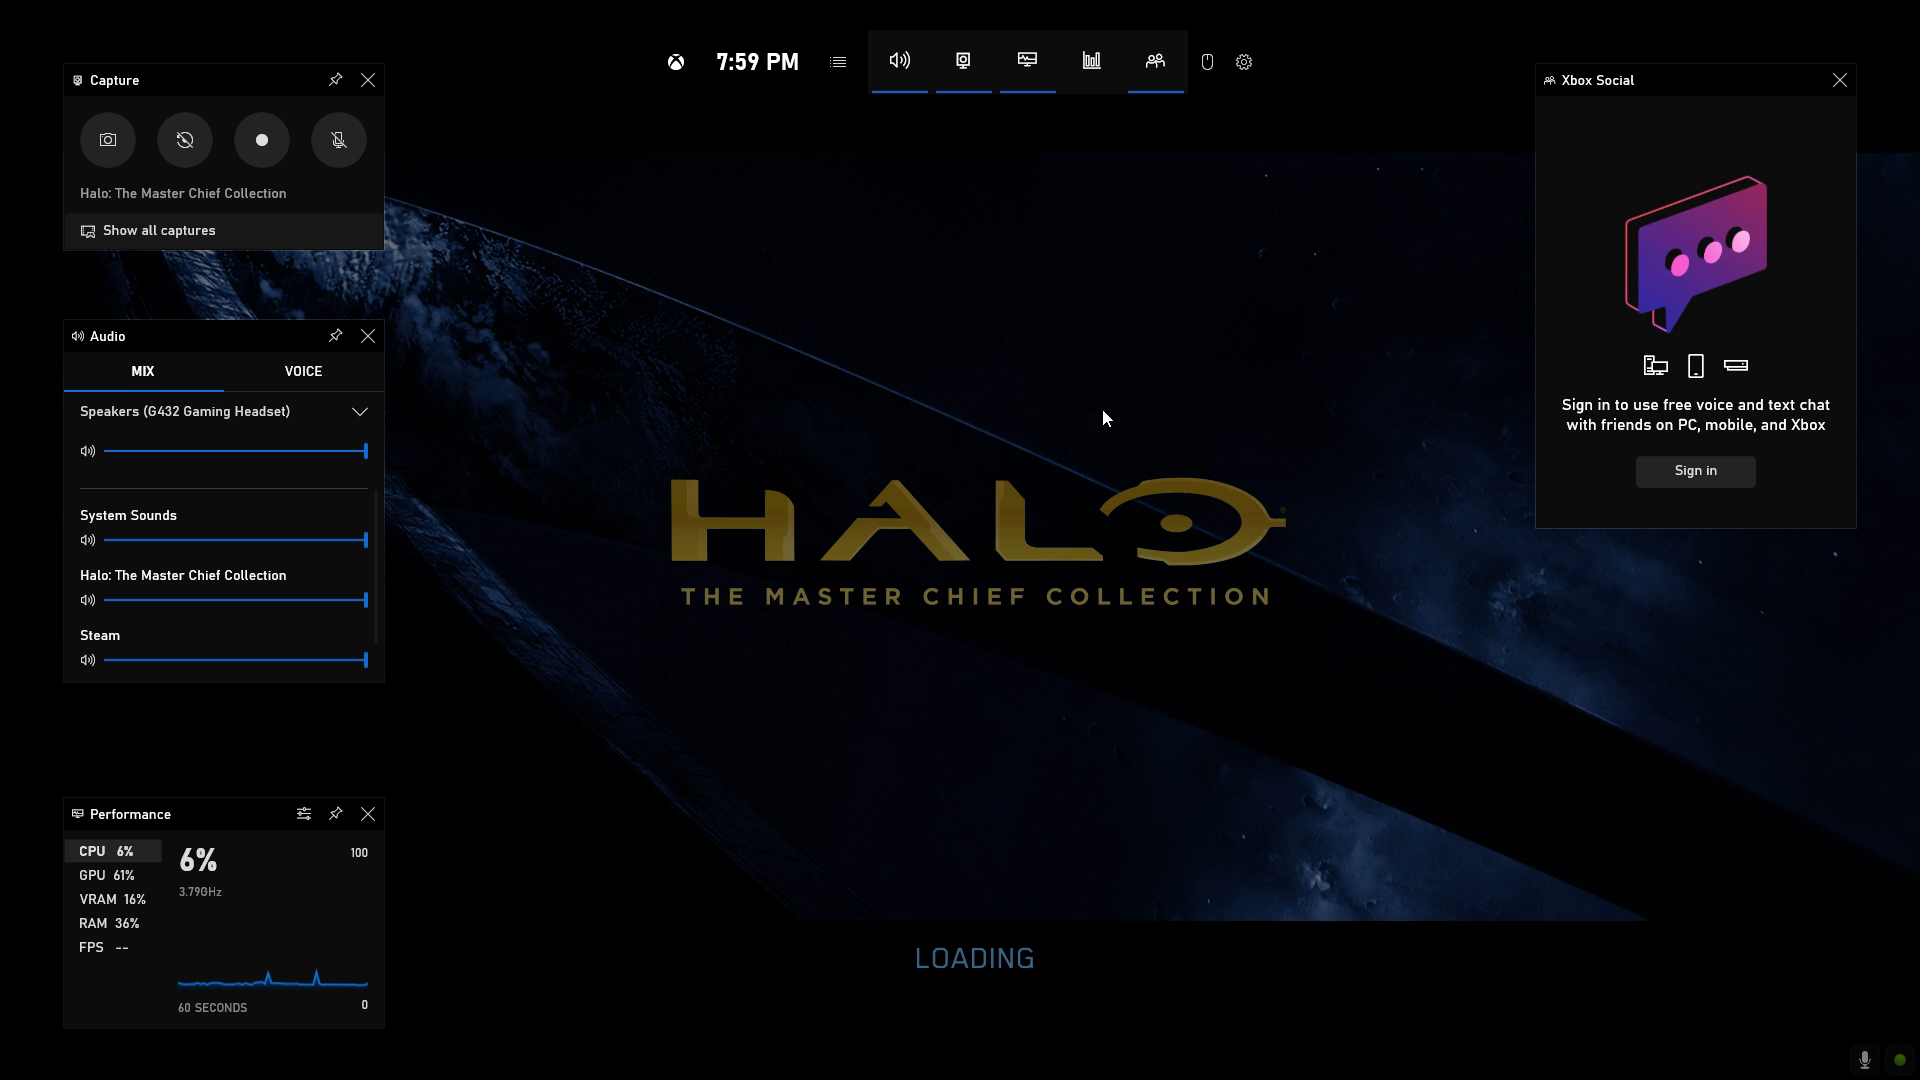 7:59 PM
Capture
Halo: The Master Chief Collection
Show all captures
Audio
MIX
VOICE
Speakers (G432 Gaming Headset)
System Sounds
Halo: The Master Chief Collection
Steam
Performance
CPU 6%
GPU 61%
VRAM 16%
RAM 36%
FPS --
6%
3.79GHz
100
60 SECONDS
0
HALO
THE MASTER CHIEF COLLECTION
LOADING
Xbox Social
Sign in to use free voice and text chat
with friends on PC, mobile, and Xbox
Sign in